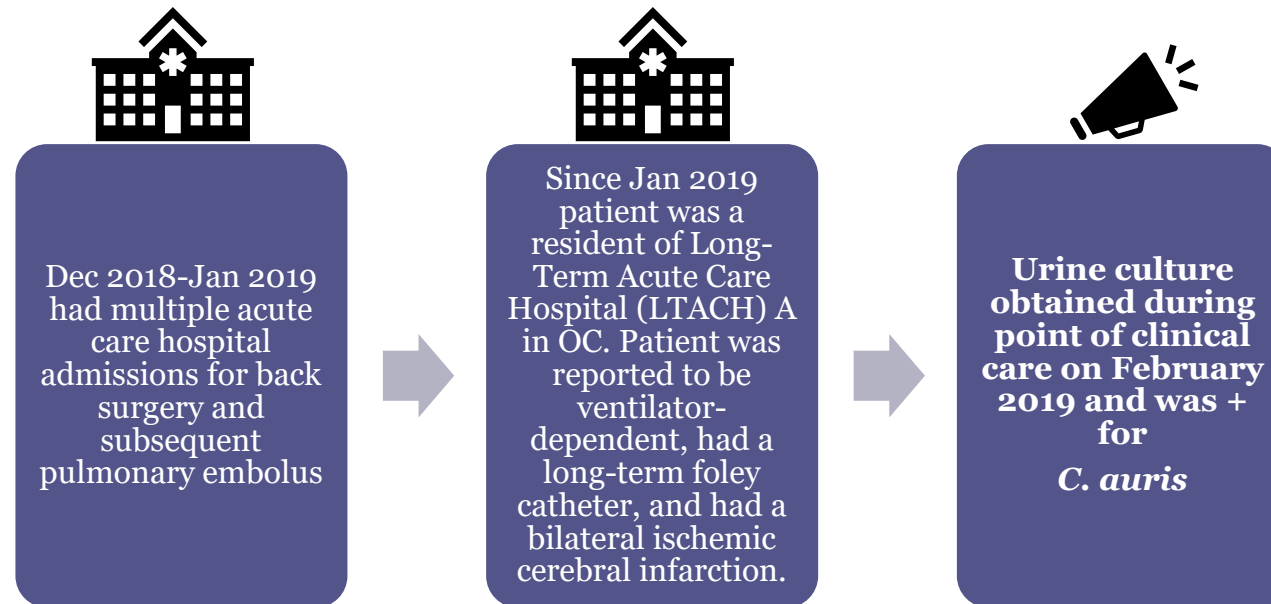 Dec 2018-Jan 2019
had multiple acute
care hospital
admissions for back
surgery and
subsequent
pulmonary embolus
Since Jan 2019
patient was a
resident of Long-
Term Acute Care
Hospital (LTACH) A
in OC. Patient was
reported to be
ventilator-
dependent, had a
long-term foley
catheter, and had a
bilateral ischemic
cerebral infarction.
Urine culture
obtained during
point of clinical
care on February
2019 and was +
for
C. auris